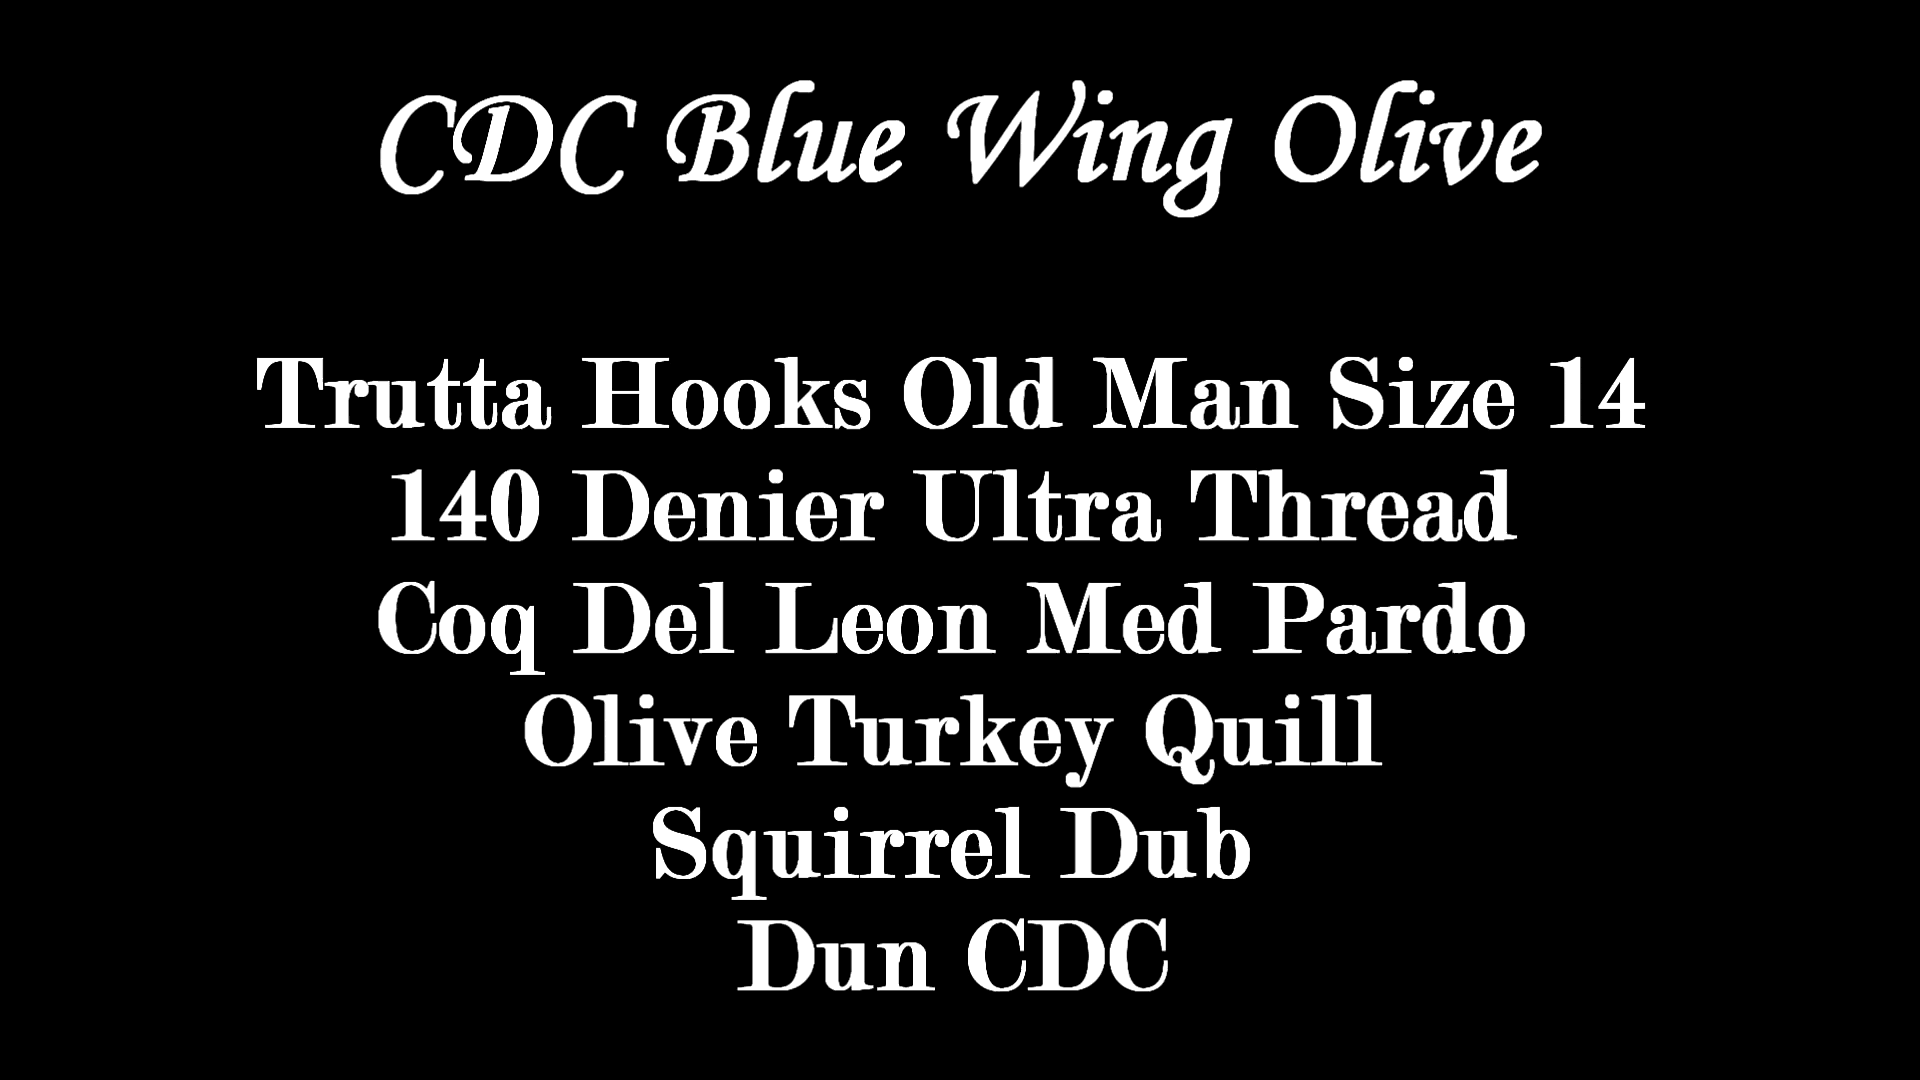 CDC Blue Wing Olive
Trutta Hooks Old Man Size 14
140 Denier Ultra Thread
Coq Del Leon Med Pardo
Olive Turkey Quill
Squirrel Dub
Dun CDC